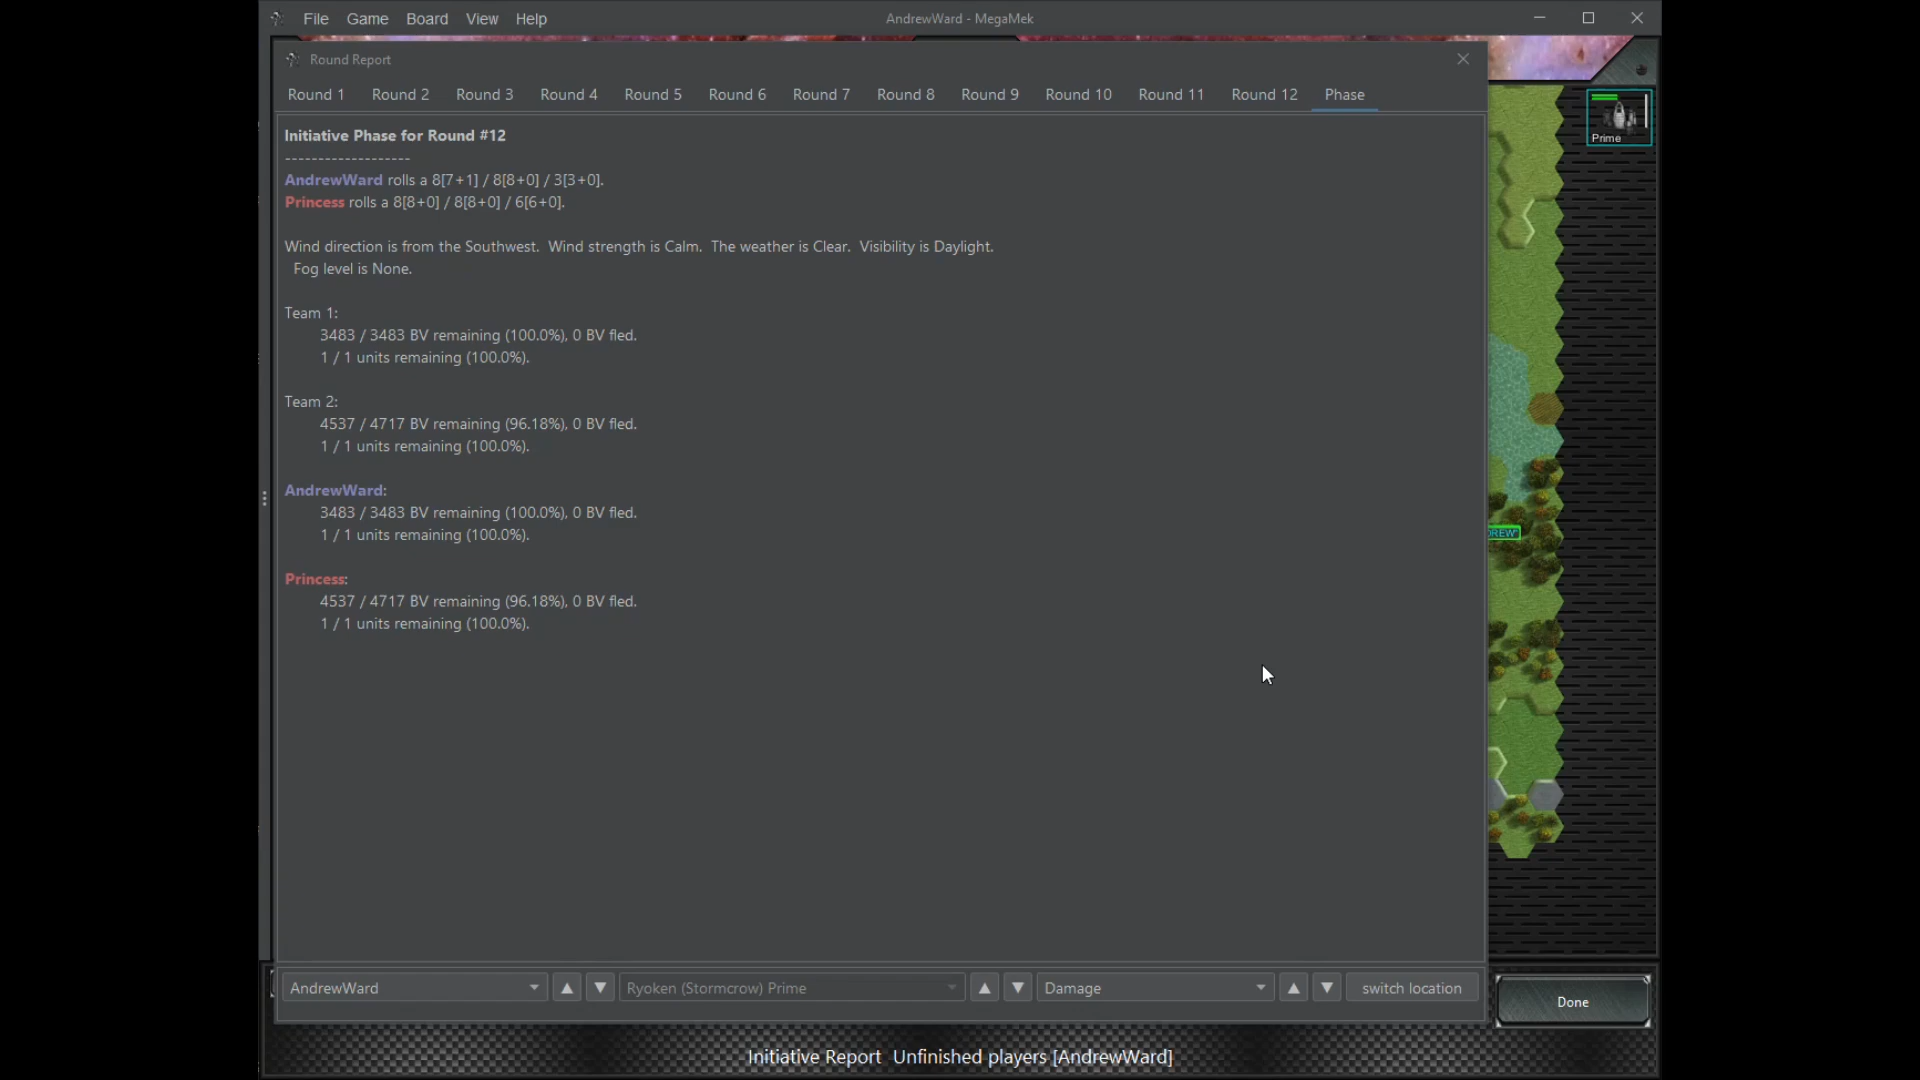 File Game Board View Help AndrewWard - MegaMek
Round Report
Round 1 Round 2 Round 3 Round 4 Round 5 Round 6 Round 7 Round 8 Round 9 Round 10 Round 11 Round 12 Phase
Prime
Initiative Phase for Round #12
-------------------
AndrewWard rolls a 8[7+1] / 8[8+0] / 3[3+0].
Princess rolls a 8[8+0] / 8[8+0] / 6[6+0].
Wind direction is from the Southwest.  Wind strength is Calm.  The weather is Clear.  Visibility is Daylight.
Fog level is None.
Team 1:
3483 / 3483 BV remaining (100.0%), 0 BV fled.
1 / 1 units remaining (100.0%).
Team 2:
4537 / 4717 BV remaining (96.18%), 0 BV fled.
1 / 1 units remaining (100.0%).
AndrewWard:
3483 / 3483 BV remaining (100.0%), 0 BV fled.
1 / 1 units remaining (100.0%).
Princess:
4537 / 4717 BV remaining (96.18%), 0 BV fled.
1 / 1 units remaining (100.0%).
AndrewWard Ryoken (Stormcrow) Prime Damage switch location
Done
Initiative Report  Unfinished players [AndrewWard]